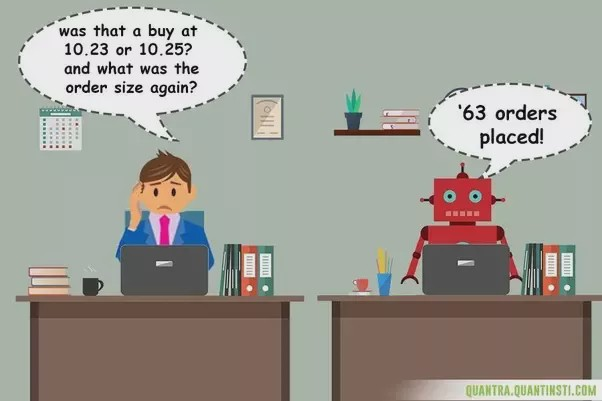 was that a buy at
10.23 or 10.25?
and what was the
order size again?
‘63 orders
placed!
QUANTRA.QUANTINSTI.COM